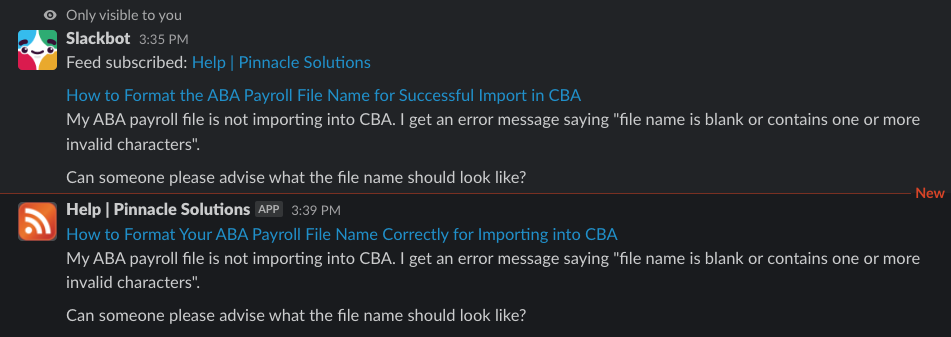 Only visible to you
Slackbot 3:35 PM
Feed subscribed: Help | Pinnacle Solutions
How to Format the ABA Payroll File Name for Successful Import in CBA
My ABA payroll file is not importing into CBA. I get an error message saying "file name is blank or contains one or more
invalid characters".
Can someone please advise what the file name should look like?
New
Help | Pinnacle Solutions APP 3:39 PM
How to Format Your ABA Payroll File Name Correctly for Importing into CBA
My ABA payroll file is not importing into CBA. I get an error message saying "file name is blank or contains one or more
invalid characters".
Can someone please advise what the file name should look like?